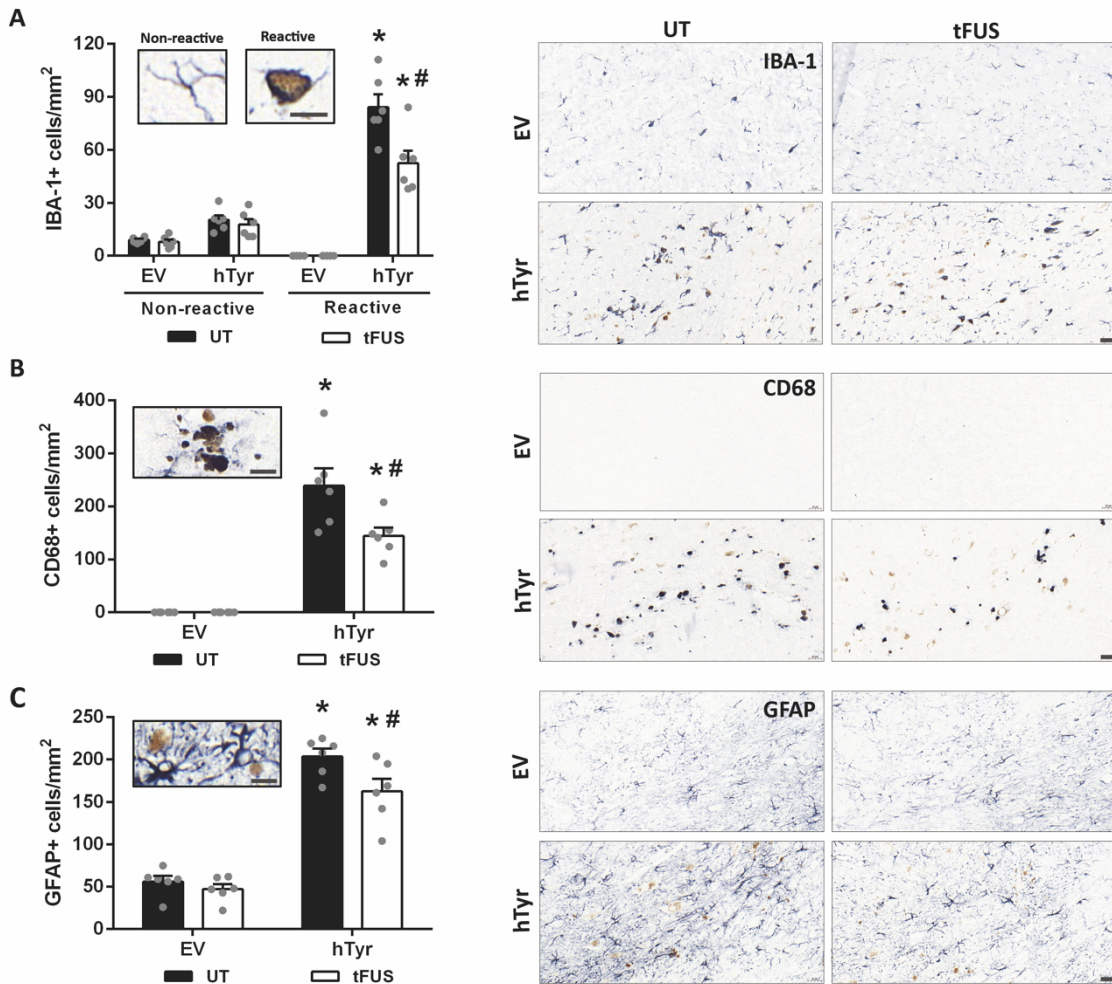 A
IBA-1+ cells/mm²
120
90
60
30
0
Non-reactive
Reactive
*
* #
EV
hTyr
EV
hTyr
Non-reactive
Reactive
UT
tFUS
UT
tFUS
IBA-1
EV
hTyr
B
CD68+ cells/mm²
400
300
200
100
0
*
* #
EV
hTyr
UT
tFUS
CD68
EV
hTyr
C
GFAP+ cells/mm²
250
200
150
100
50
0
*
* #
EV
hTyr
UT
tFUS
GFAP
EV
hTyr